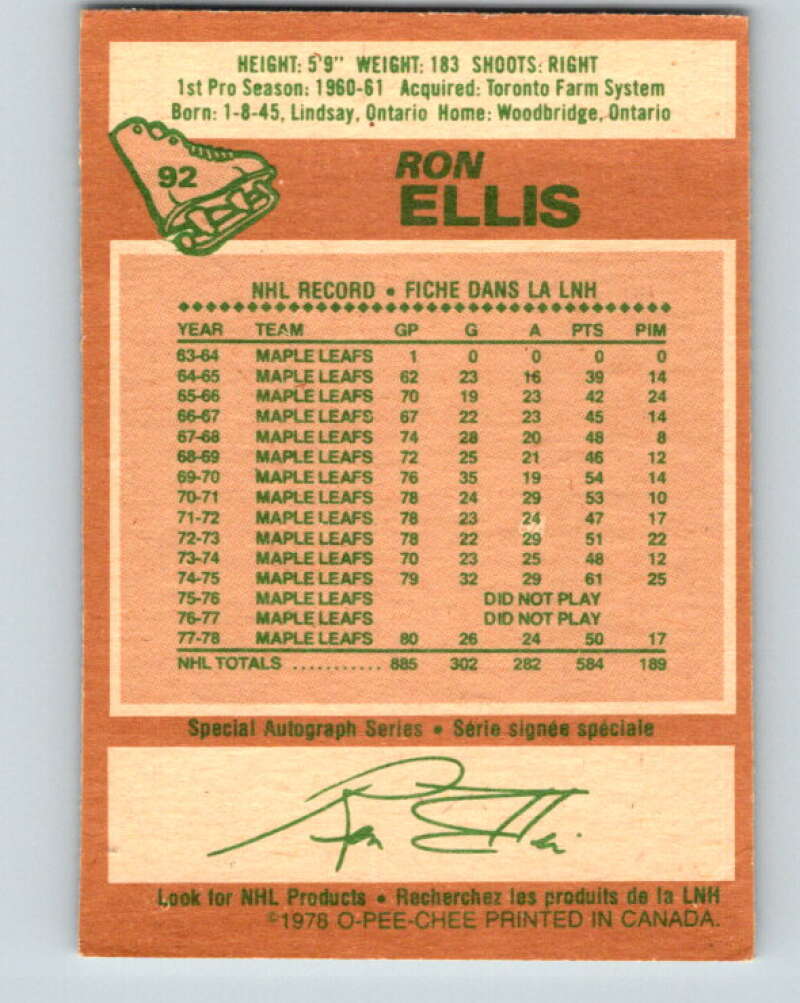 HEIGHT: 5'9" WEIGHT: 183 SHOOTS: RIGHT
1st Pro Season: 1960-61 Acquired: Toronto Farm System
Born: 1-8-45, Lindsay, Ontario Home: Woodbridge, Ontario
92
RON
ELLIS
NHL RECORD • FICHE DANS LA LNH
YEAR TEAM GP G A PTS PIM
63-64 MAPLE LEAFS 1 0 0 0 0
64-65 MAPLE LEAFS 62 23 16 39 14
65-66 MAPLE LEAFS 70 19 23 42 24
66-67 MAPLE LEAFS 67 22 23 45 14
67-68 MAPLE LEAFS 74 28 20 48 8
68-69 MAPLE LEAFS 72 25 21 46 12
69-70 MAPLE LEAFS 76 35 19 54 14
70-71 MAPLE LEAFS 78 24 29 53 10
71-72 MAPLE LEAFS 78 23 24 47 17
72-73 MAPLE LEAFS 78 22 29 51 22
73-74 MAPLE LEAFS 70 23 25 48 12
74-75 MAPLE LEAFS 79 32 29 61 25
75-76 MAPLE LEAFS DID NOT PLAY
76-77 MAPLE LEAFS DID NOT PLAY
77-78 MAPLE LEAFS 80 26 24 50 17
NHL TOTALS ........... 885 302 282 584 189
Special Autograph Series • Série signée spéciale
Ron Ellis
Look for NHL Products • Recherchez les produits de la LNH
©1978 O-PEE-CHEE PRINTED IN CANADA.